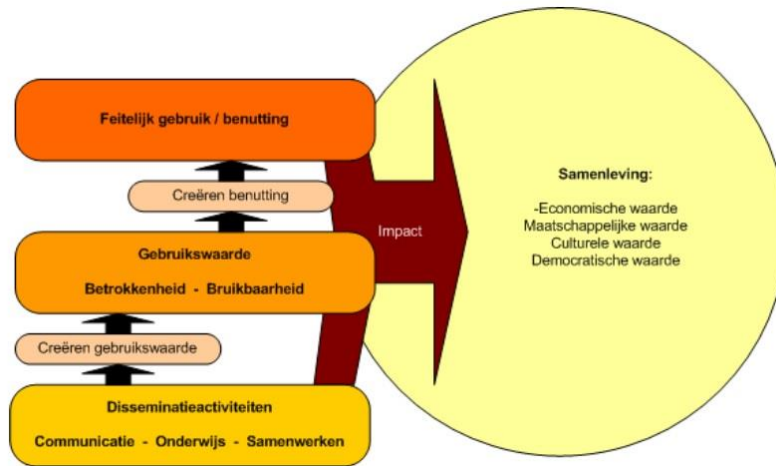 Feitelijk gebruik / benutting
Creëren benutting
Gebruikswaarde
Betrokkenheid - Bruikbaarheid
Creëren gebruikswaarde
Disseminatieactiviteiten
Communicatie - Onderwijs - Samenwerken
Impact
Samenleving:
-Economische waarde
Maatschappelijke waarde
Culturele waarde
Democratische waarde